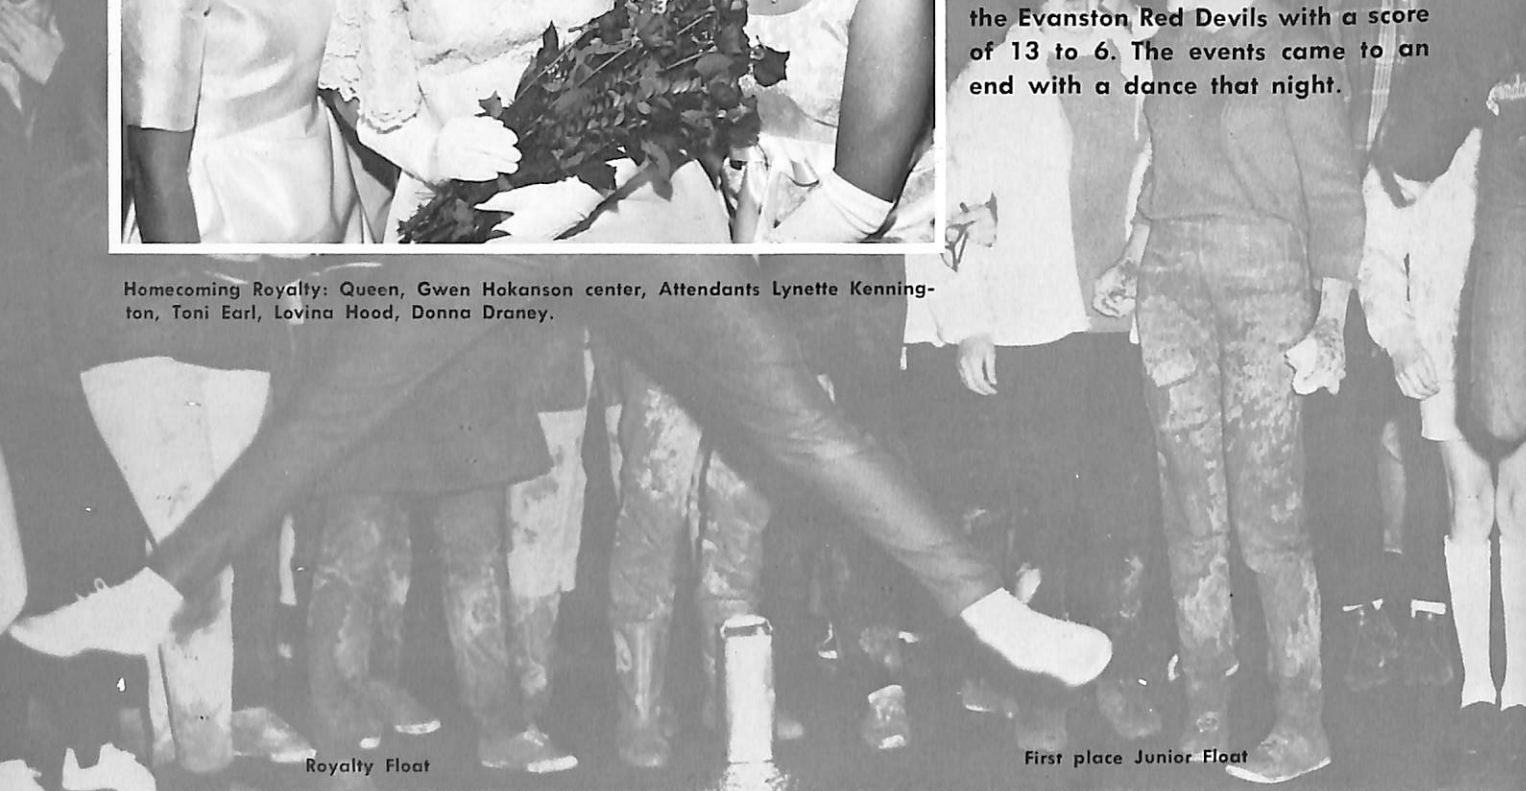 the Evanston Red Devils with a score
of 13 to 6. The events came to an
end with a dance that night.
Homecoming Royalty: Queen, Gwen Hokanson center, Attendants Lynette Kenning-
ton, Toni Earl, Lovina Hood, Donna Draney.
Royalty Float
First place Junior Float